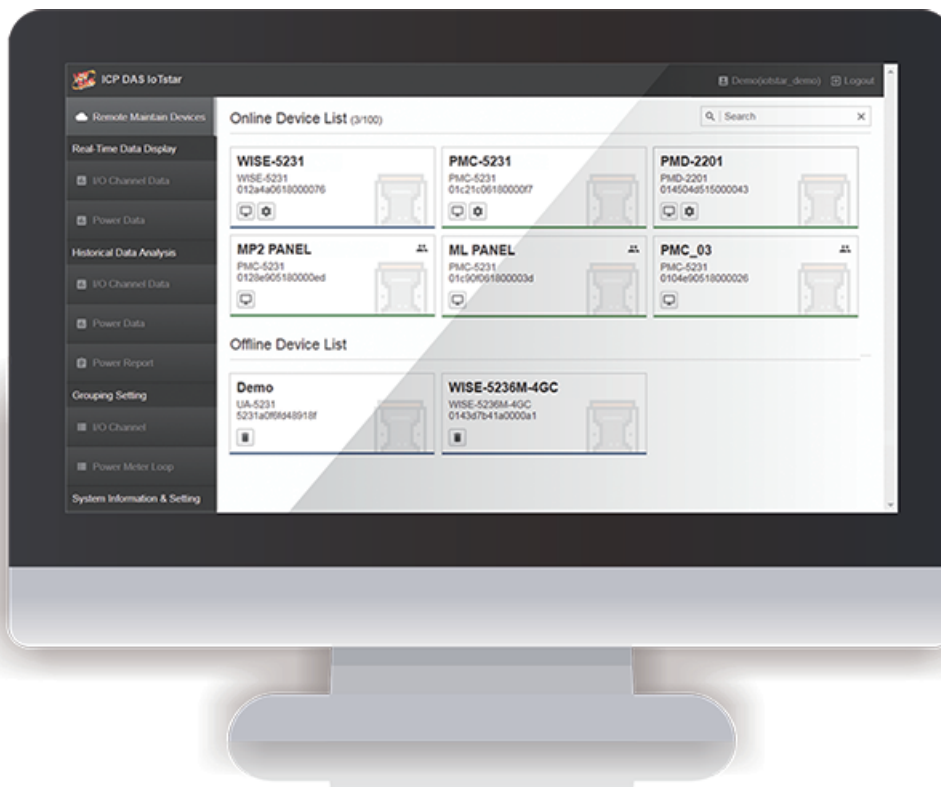 ICP DAS IoTstar
Demo(iotstar_demo) Logout
Remote Maintain Devices
Real-Time Data Display
I/O Channel Data
Power Data
Historical Data Analysis
I/O Channel Data
Power Data
Power Report
Grouping Setting
I/O Channel
Power Meter Loop
System Information & Setting
Online Device List (3/100)
Search
WISE-5231
WISE-5231
012a4a0618000076
PMC-5231
PMC-5231
01c21c06180000f7
PMD-2201
PMD-2201
014504d515000043
MP2 PANEL
PMC-5231
0128e905180000ed
ML PANEL
PMC-5231
01c90f061800003d
PMC_03
PMC-5231
0104e90518000026
Offline Device List
Demo
UA-5231
WISE-5236M-4GC
WISE-5236M-4GC
0143d7b41a0000a1